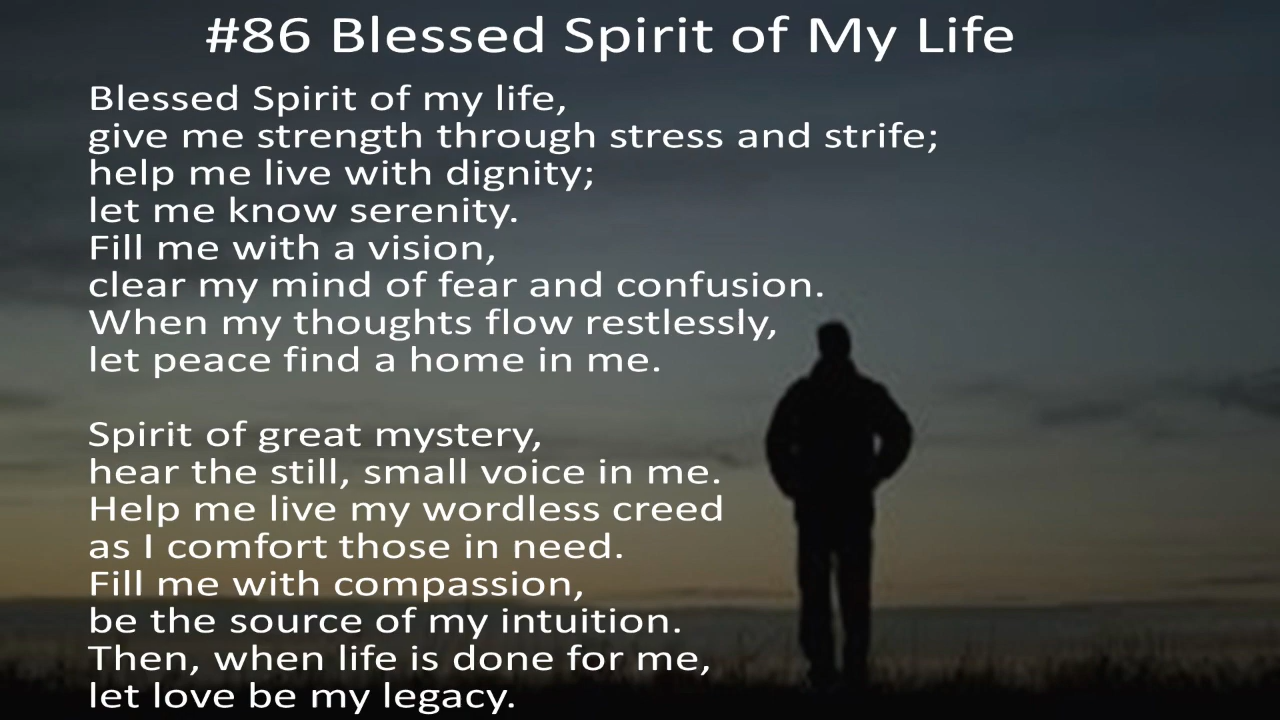 #86 Blessed Spirit of My Life
Blessed Spirit of my life,
give me strength through stress and strife;
help me live with dignity;
let me know serenity.
Fill me with a vision,
clear my mind of fear and confusion.
When my thoughts flow restlessly,
let peace find a home in me.
Spirit of great mystery,
hear the still, small voice in me.
Help me live my wordless creed
as I comfort those in need.
Fill me with compassion,
be the source of my intuition.
Then, when life is done for me,
let love be my legacy.